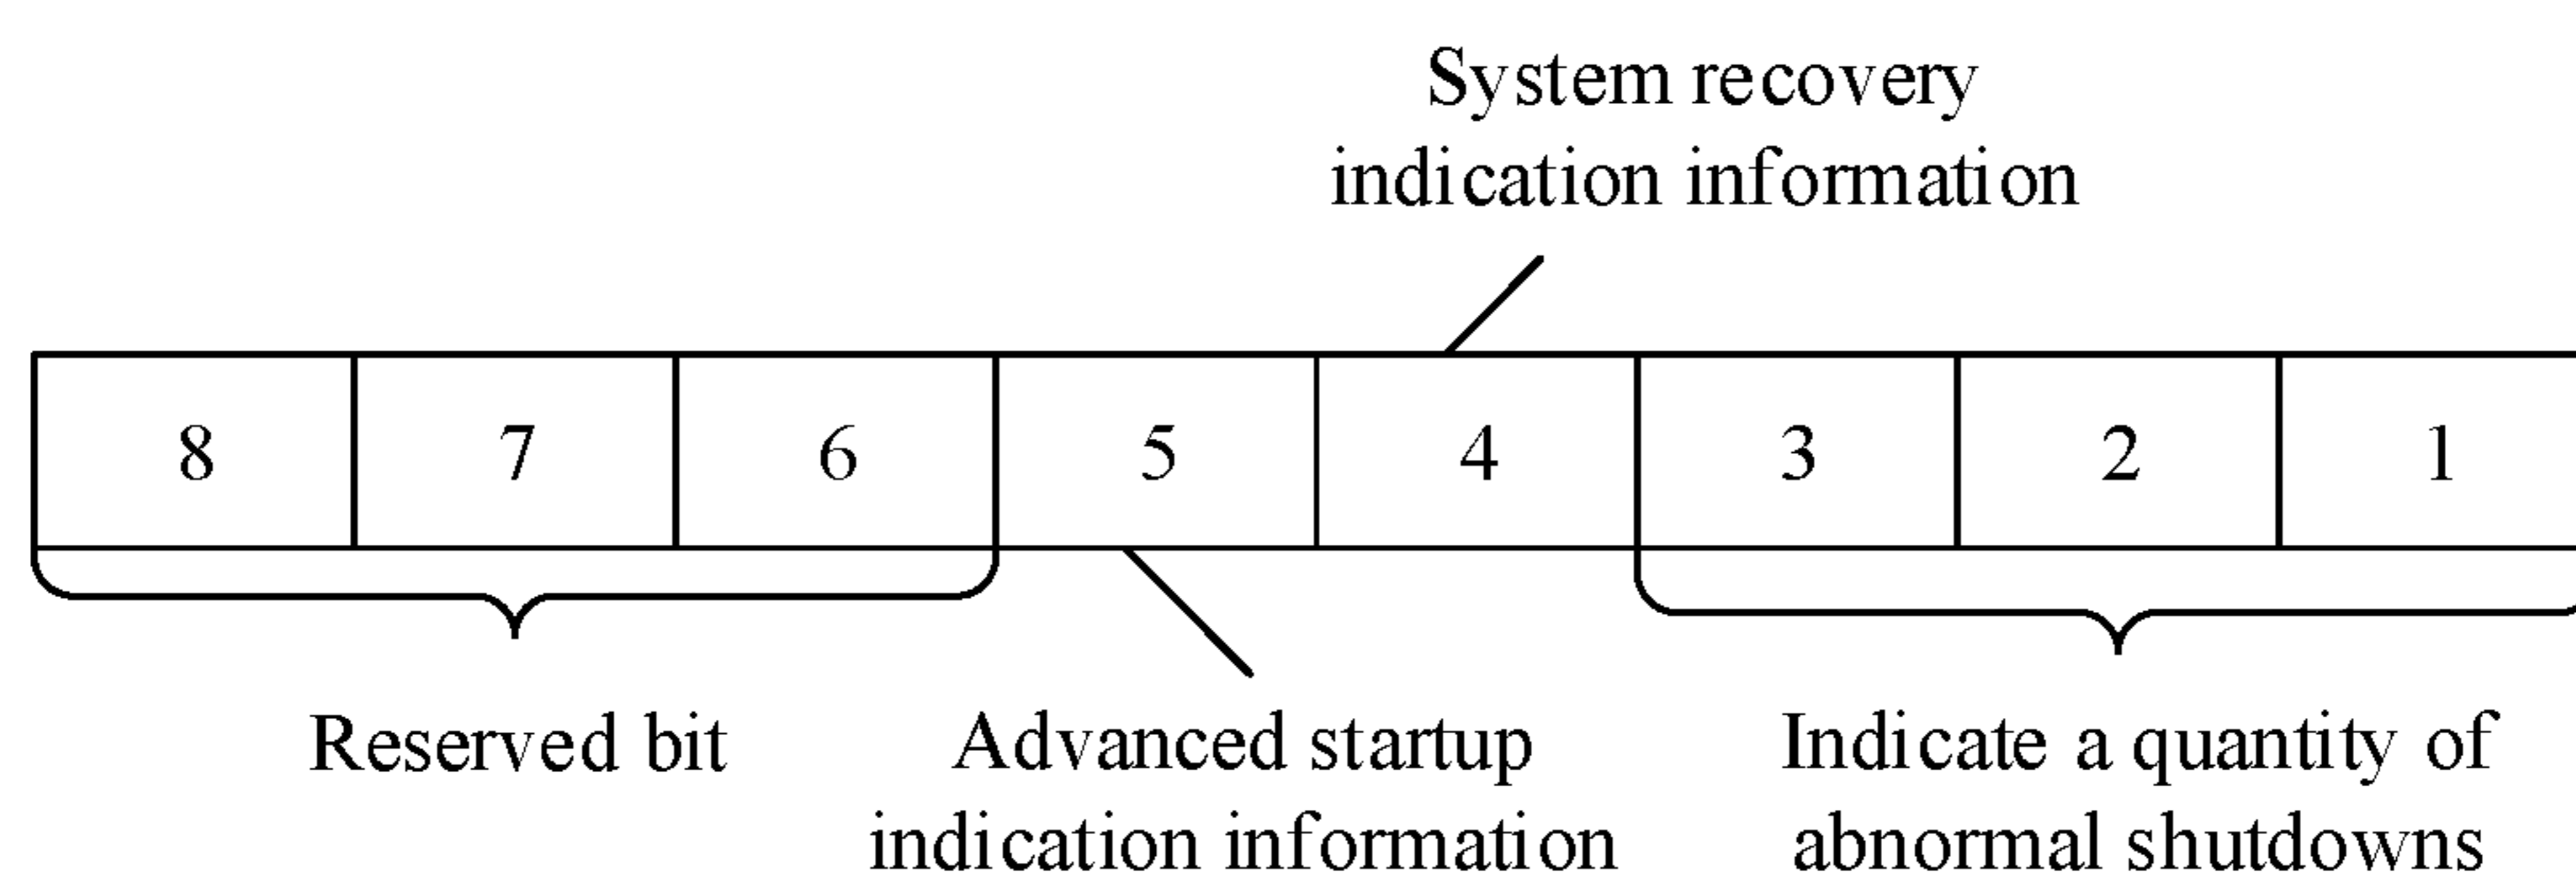 System recovery
indication information
8 7 6 5 4 3 2 1
Reserved bit
Advanced startup
indication information
Indicate a quantity of
abnormal shutdowns